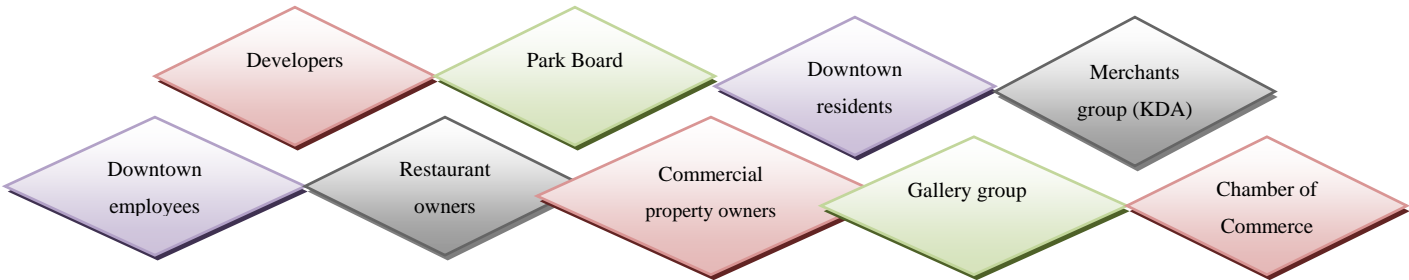 Developers
Park Board
Downtown
residents
Merchants
group (KDA)
Downtown
employees
Restaurant
owners
Commercial
property owners
Gallery group
Chamber of
Commerce